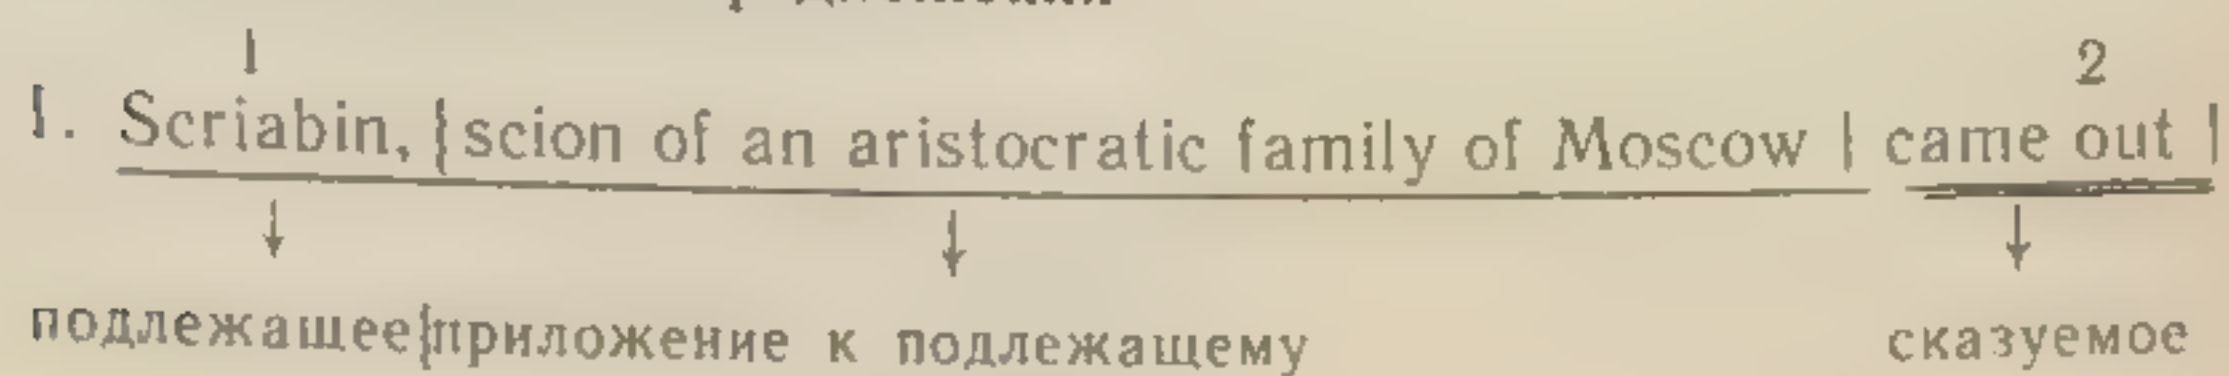 1 2
1. Scriabin, | scion of an aristocratic family of Moscow | came out |
подлежащее|приложение к подлежащему сказуемое